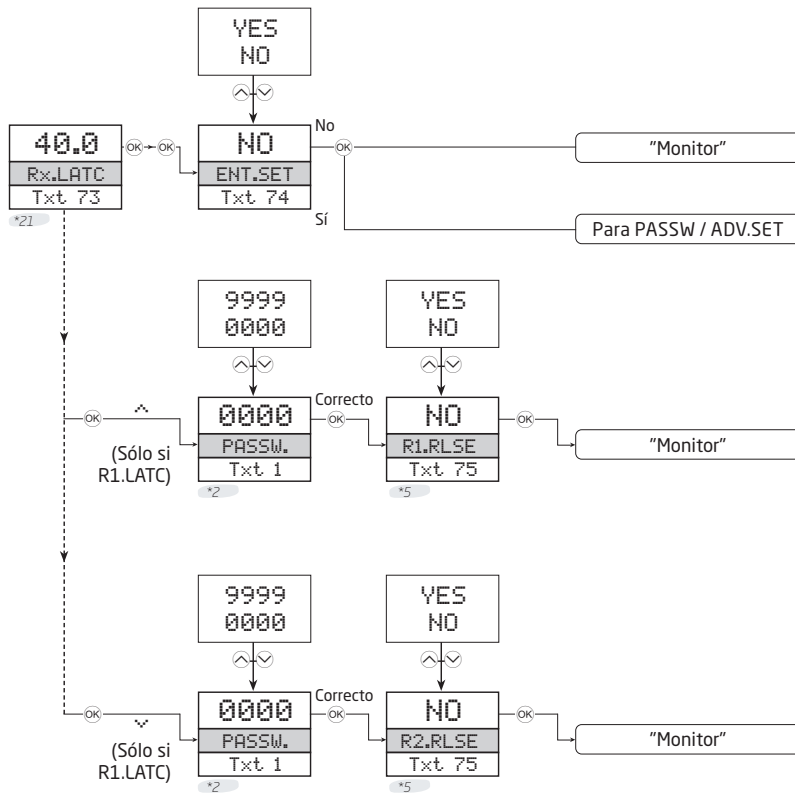 YES
NO
40.0
Rx.LATC
Txt 73
*21
OK
OK
NO
ENT.SET
Txt 74
No
OK
Sí
"Monitor"
Para PASSW / ADV.SET
9999
0000
YES
NO
OK
(Sólo si
R1.LATC)
0000
PASSW.
Txt 1
*2
Correcto
OK
NO
R1.RLSE
Txt 75
*5
OK
"Monitor"
9999
0000
YES
NO
OK
(Sólo si
R1.LATC)
0000
PASSW.
Txt 1
*2
Correcto
OK
NO
R2.RLSE
Txt 75
*5
OK
"Monitor"